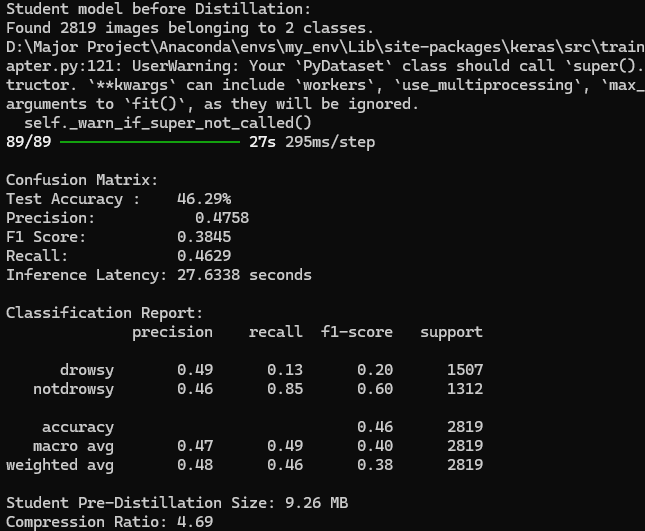 Student model before Distillation:
Found 2819 images belonging to 2 classes.
D:\Major Project\Anaconda\envs\my_env\Lib\site-packages\keras\src\train
apter.py:121: UserWarning: Your `PyDataset` class should call `super().
tructor. `**kwargs` can include `workers`, `use_multiprocessing`, `max_
arguments to `fit()`, as they will be ignored.
  self._warn_if_super_not_called()
89/89 ━━━━━━━━━━━━━━━━━━━━ 27s 295ms/step

Confusion Matrix:
Test Accuracy :    46.29%
Precision:           0.4758
F1 Score:          0.3845
Recall:            0.4629
Inference Latency: 27.6338 seconds

Classification Report:
              precision    recall  f1-score   support

      drowsy       0.49      0.13      0.20      1507
   notdrowsy       0.46      0.85      0.60      1312

    accuracy                           0.46      2819
   macro avg       0.47      0.49      0.40      2819
weighted avg       0.48      0.46      0.38      2819

Student Pre-Distillation Size: 9.26 MB
Compression Ratio: 4.69